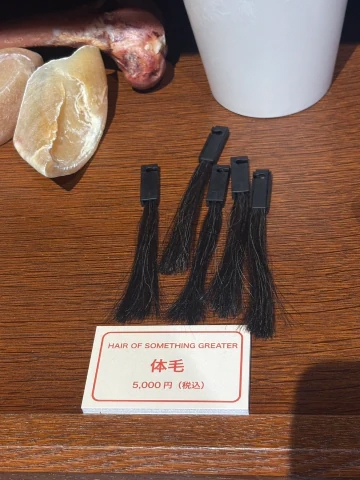 HAIR OF SOMETHING GREATER
体毛
5,000円（税込）